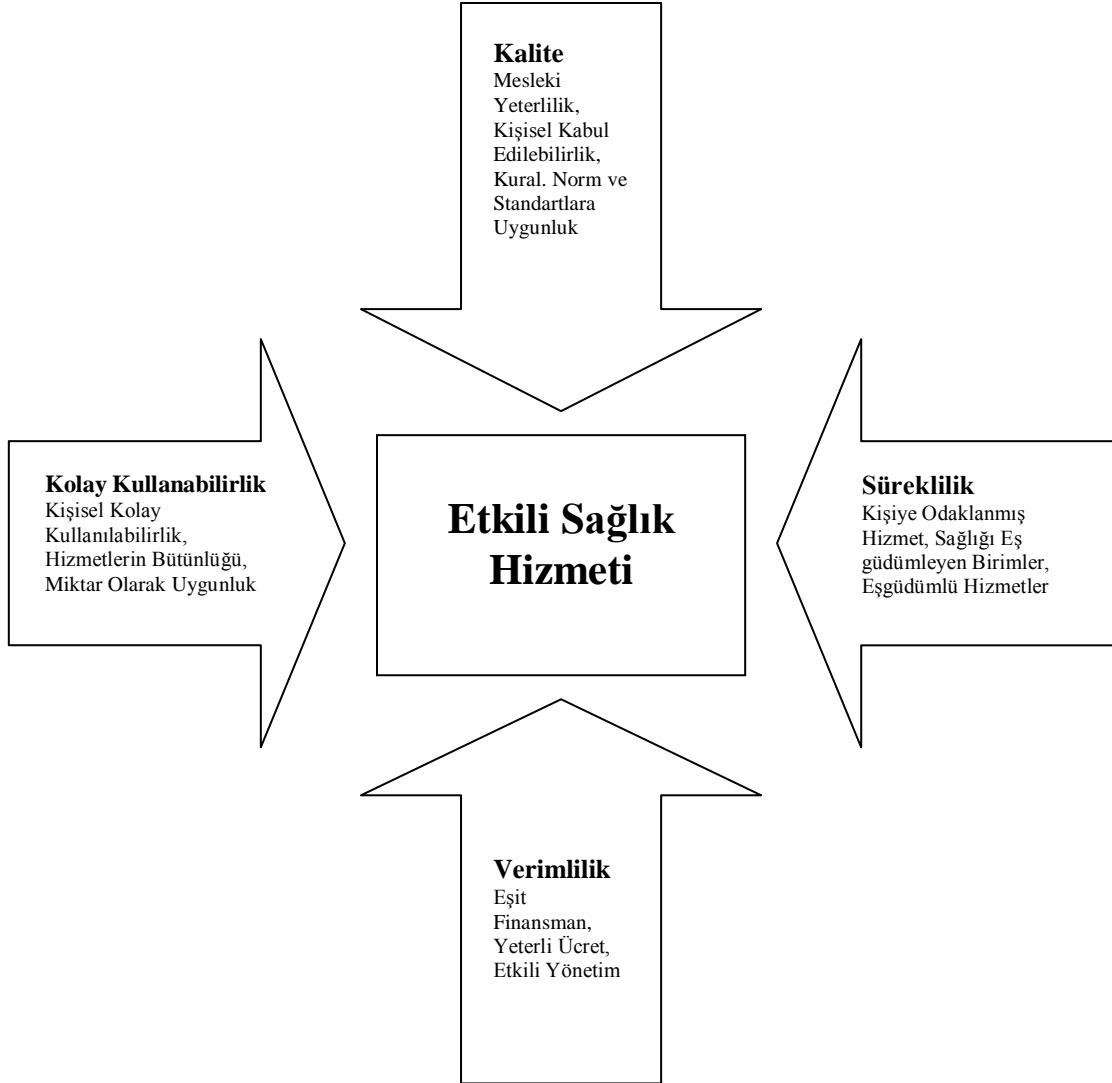 Kalite
Mesleki
Yeterlilik,
Kişisel Kabul
Edilebilirlik,
Kural. Norm ve
Standartlara
Uygunluk
Kolay Kullanabilirlik
Kişisel Kolay
Kullanılabilirlik,
Hizmetlerin Bütünlüğü,
Miktar Olarak Uygunluk
Etkili Sağlık
Hizmeti
Süreklilik
Kişiye Odaklanmış
Hizmet, Sağlığı Eş
güdümleyen Birimler,
Eşgüdümlü Hizmetler
Verimlilik
Eşit
Finansman,
Yeterli Ücret,
Etkili Yönetim